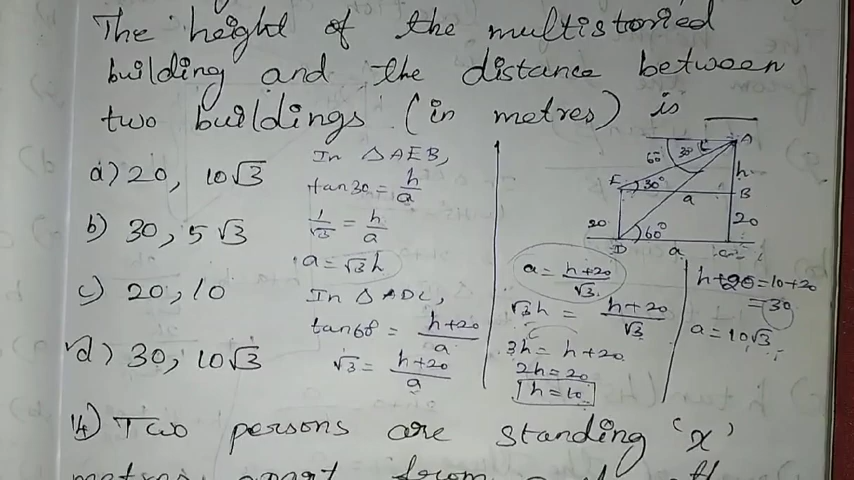 The height of the multistoried
building and the distance between
two buildings (in metres) is
a) 20, 10√3
b) 30, 5√3
c) 20, 10
d) 30, 10√3
In △AEB,
tan30 = h/a
1/√3 = h/a
a = √3h
In △ADC,
tan60 = h+20/a
√3 = h+20/a
a = h+20/√3
√3h = h+20/√3
3h = h+20
2h = 20
h = 10
A
60° 30°
h
E 30° B
a
20 20
D 60° a C
h+20 = 10+20
= 30
a = 10√3
14) Two persons are standing 'x'
metres apart from